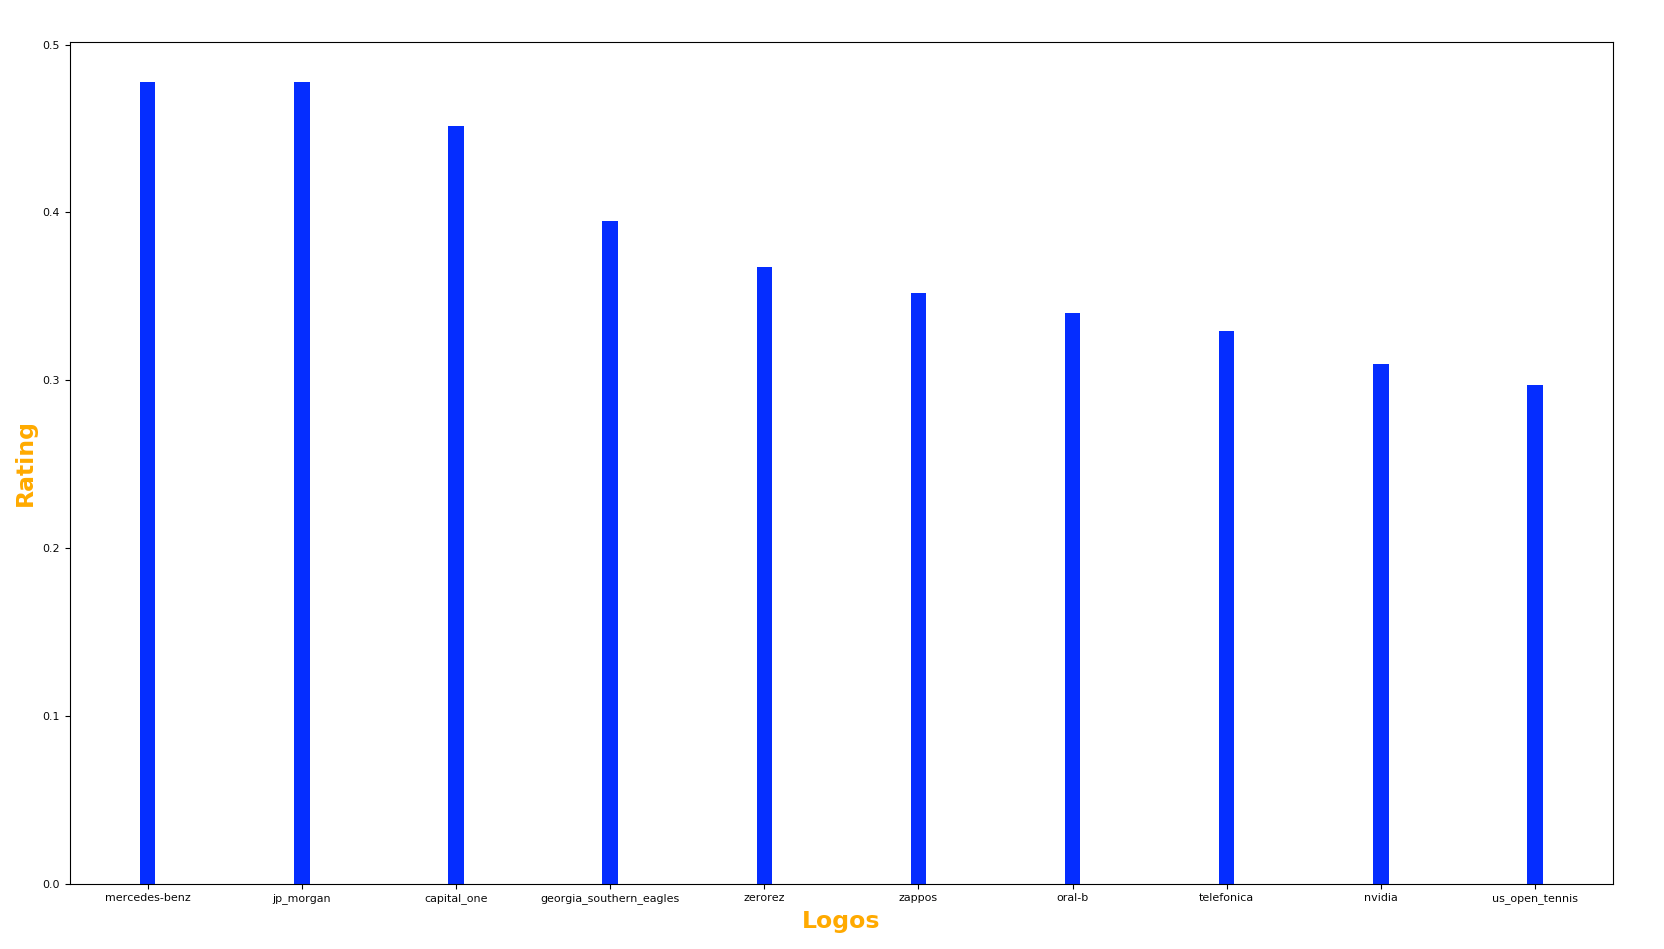 0.5
0.4
0.3
0.2
0.1
0.0
Rating
mercedes-benz jp_morgan capital_one georgia_southern_eagles zerorez zappos oral-b telefonica nvidia us_open_tennis
Logos